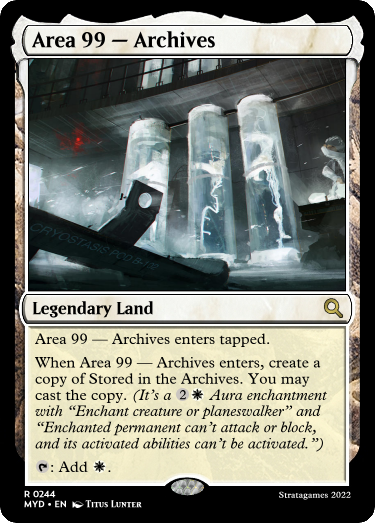 Area 99 — Archives
CRYOSTASIS
Legendary Land
Area 99 — Archives enters tapped.
When Area 99 — Archives enters, create a
copy of Stored in the Archives. You may
cast the copy. (It's a 2 Aura enchantment
with “Enchant creature or planeswalker” and
“Enchanted permanent can't attack or block,
and its activated abilities can't be activated.”)
: Add .
R 0244
MYD • EN Titus Lunter
Stratagames 2022